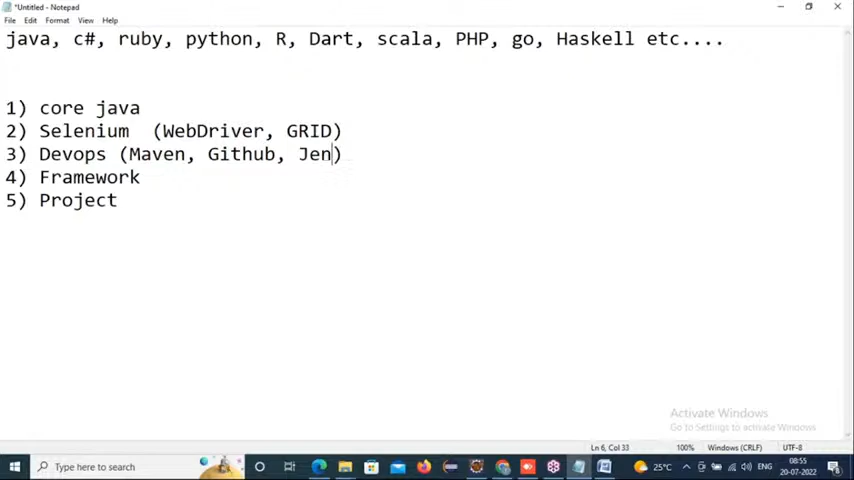 *Untitled - Notepad
File Edit Format View Help
java, c#, ruby, python, R, Dart, scala, PHP, go, Haskell etc....
1) core java
2) Selenium  (WebDriver, GRID)
3) Devops (Maven, Github, Jen)
4) Framework
5) Project
Activate Windows
Go to Settings to activate Windows.
Ln 6, Col 33 100% Windows (CRLF) UTF-8
Type here to search 25°C ENG 08:55
20-07-2022